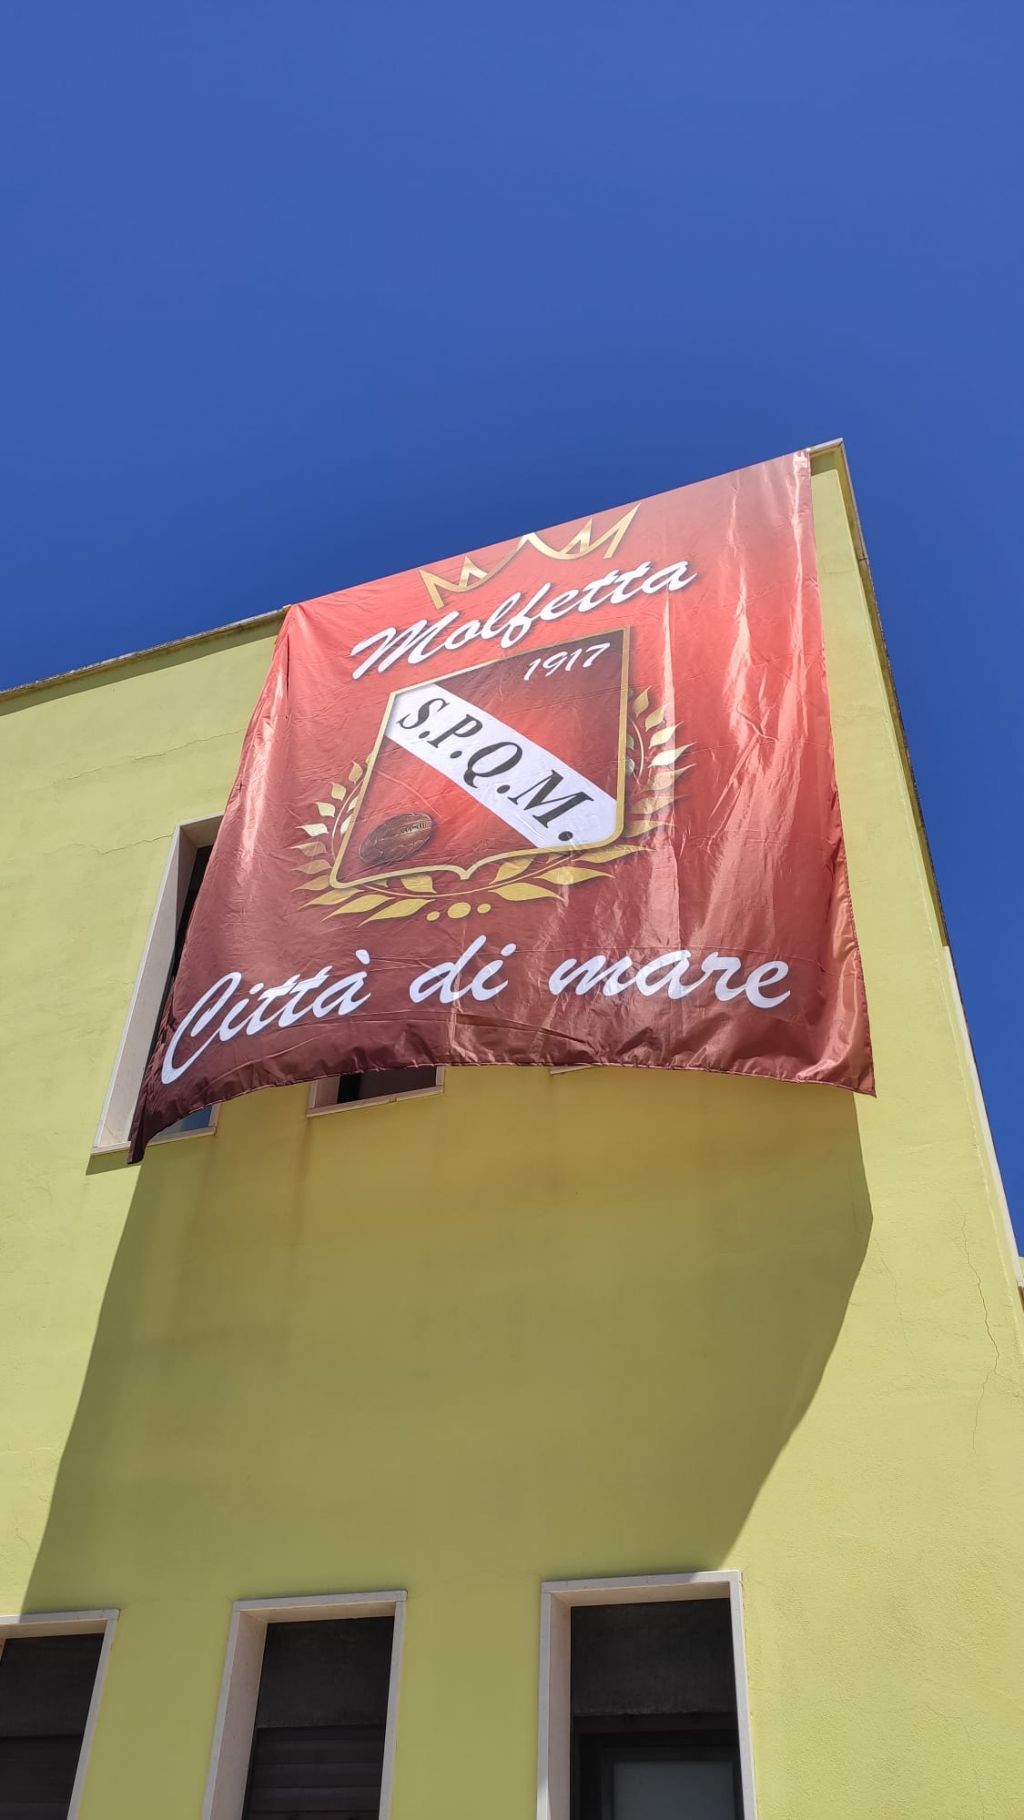 Molfetta
1917
S.P.Q.M.
Città di mare